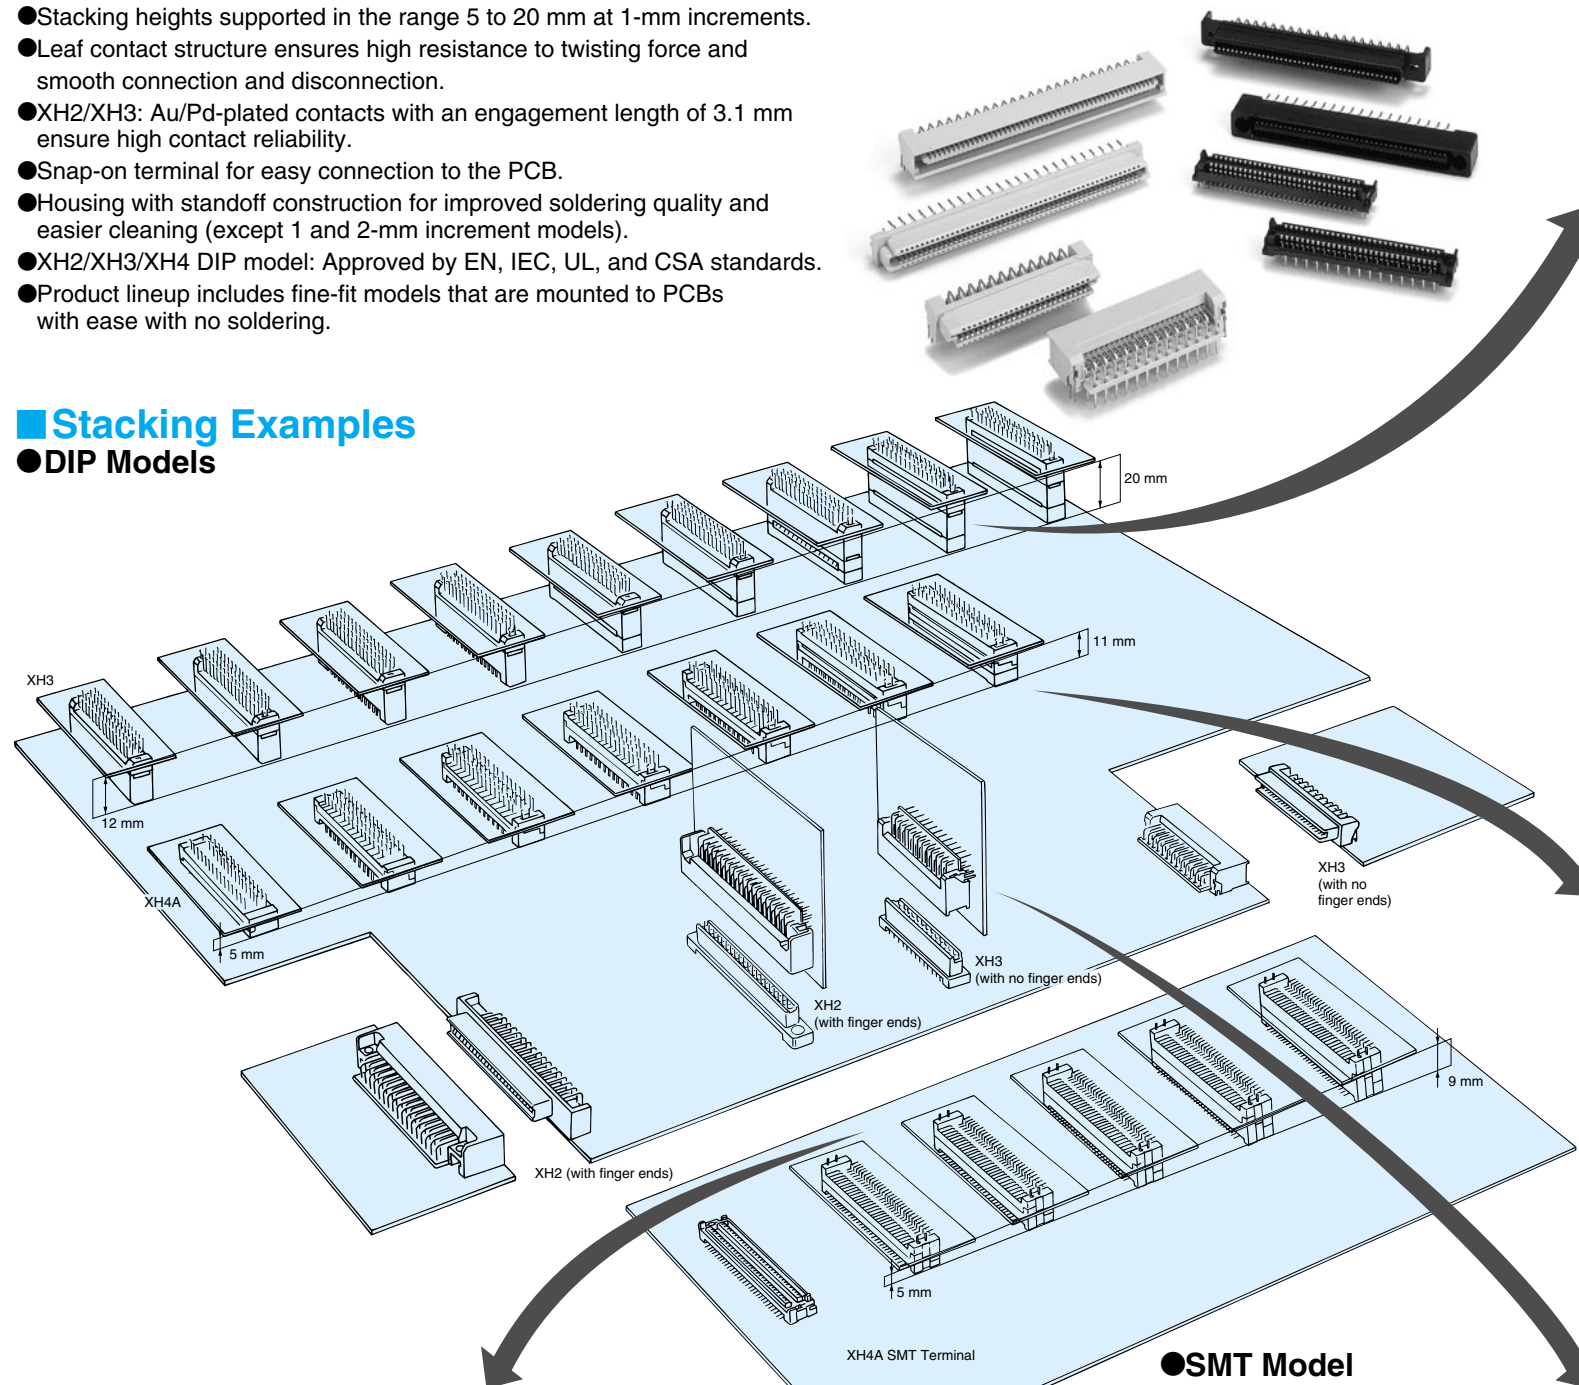 ●Stacking heights supported in the range 5 to 20 mm at 1-mm increments.
●Leaf contact structure ensures high resistance to twisting force and
smooth connection and disconnection.
●XH2/XH3: Au/Pd-plated contacts with an engagement length of 3.1 mm
ensure high contact reliability.
●Snap-on terminal for easy connection to the PCB.
●Housing with standoff construction for improved soldering quality and
easier cleaning (except 1 and 2-mm increment models).
●XH2/XH3/XH4 DIP model: Approved by EN, IEC, UL, and CSA standards.
●Product lineup includes fine-fit models that are mounted to PCBs
with ease with no soldering.
■Stacking Examples
●DIP Models
20 mm
11 mm
XH3
12 mm
XH4A
5 mm
XH3
(with no
finger ends)
XH3
(with no finger ends)
XH2
(with finger ends)
9 mm
XH2 (with finger ends)
5 mm
XH4A SMT Terminal
●SMT Model